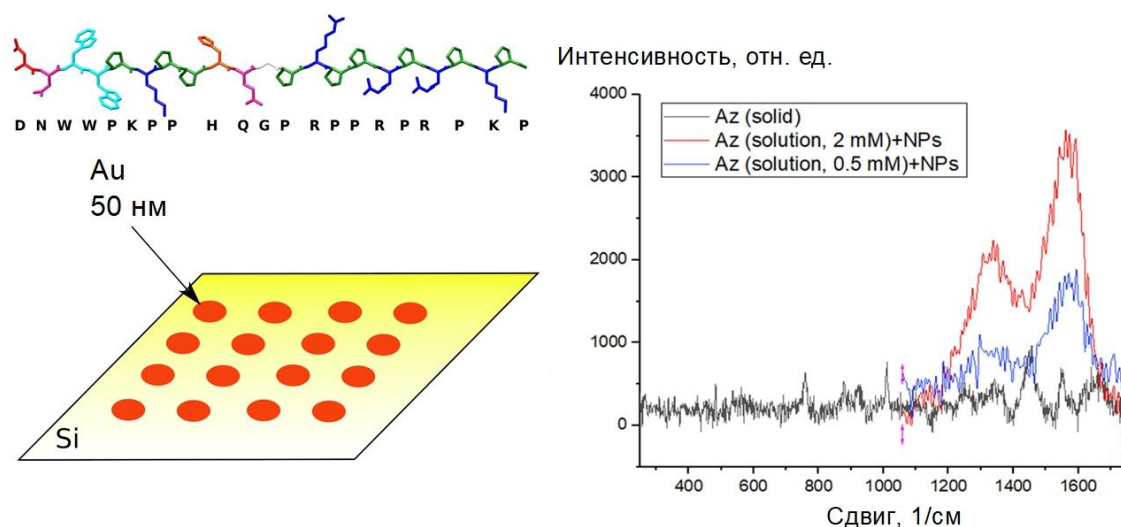 D N W W P K P P H Q G P R P P R P R P K P
Au
50 нм
Si
Интенсивность, отн. ед.
Az (solid)
Az (solution, 2 mM)+NPs
Az (solution, 0.5 mM)+NPs
4000
3000
2000
1000
0
400 600 800 1000 1200 1400 1600
Сдвиг, 1/см